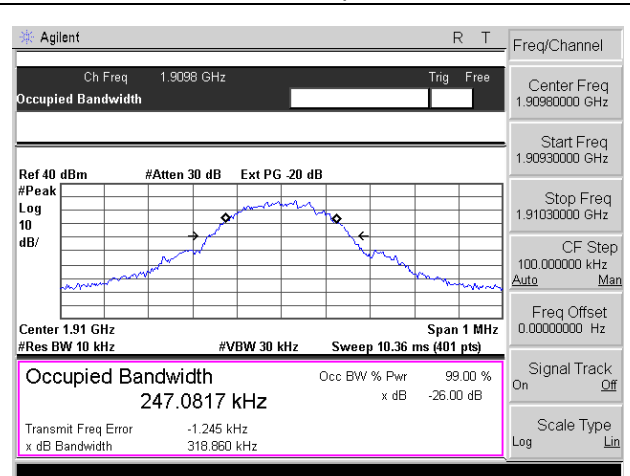 Agilent R T
Ch Freq 1.9098 GHz Trig Free
Occupied Bandwidth
Ref 40 dBm #Atten 30 dB Ext PG -20 dB
#Peak
Log
10
dB/
Center 1.91 GHz Span 1 MHz
#Res BW 10 kHz #VBW 30 kHz Sweep 10.36 ms (401 pts)
Occupied Bandwidth Occ BW % Pwr 99.00 %
247.0817 kHz x dB -26.00 dB
Transmit Freq Error -1.245 kHz
x dB Bandwidth 318.860 kHz
Freq/Channel
Center Freq
1.90980000 GHz
Start Freq
1.90930000 GHz
Stop Freq
1.91030000 GHz
CF Step
100.000000 kHz
Auto Man
Freq Offset
0.00000000 Hz
Signal Track
On Off
Scale Type
Log Lin